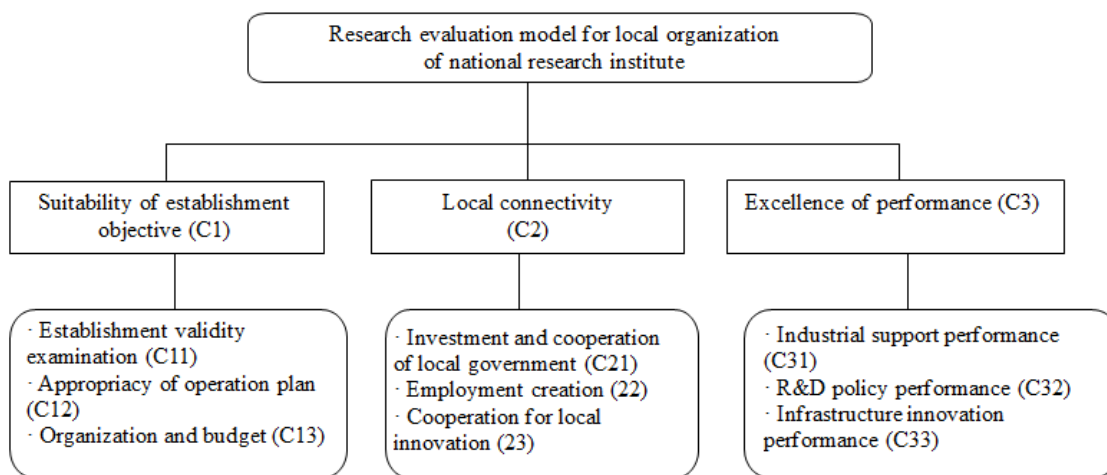 Research evaluation model for local organization
of national research institute
Suitability of establishment
objective (C1)
Local connectivity
(C2)
Excellence of performance (C3)
· Establishment validity
examination (C11)
· Appropriacy of operation plan
(C12)
· Organization and budget (C13)
· Investment and cooperation
of local government (C21)
· Employment creation (22)
· Cooperation for local
innovation (23)
· Industrial support performance
(C31)
· R&D policy performance (C32)
· Infrastructure innovation
performance (C33)